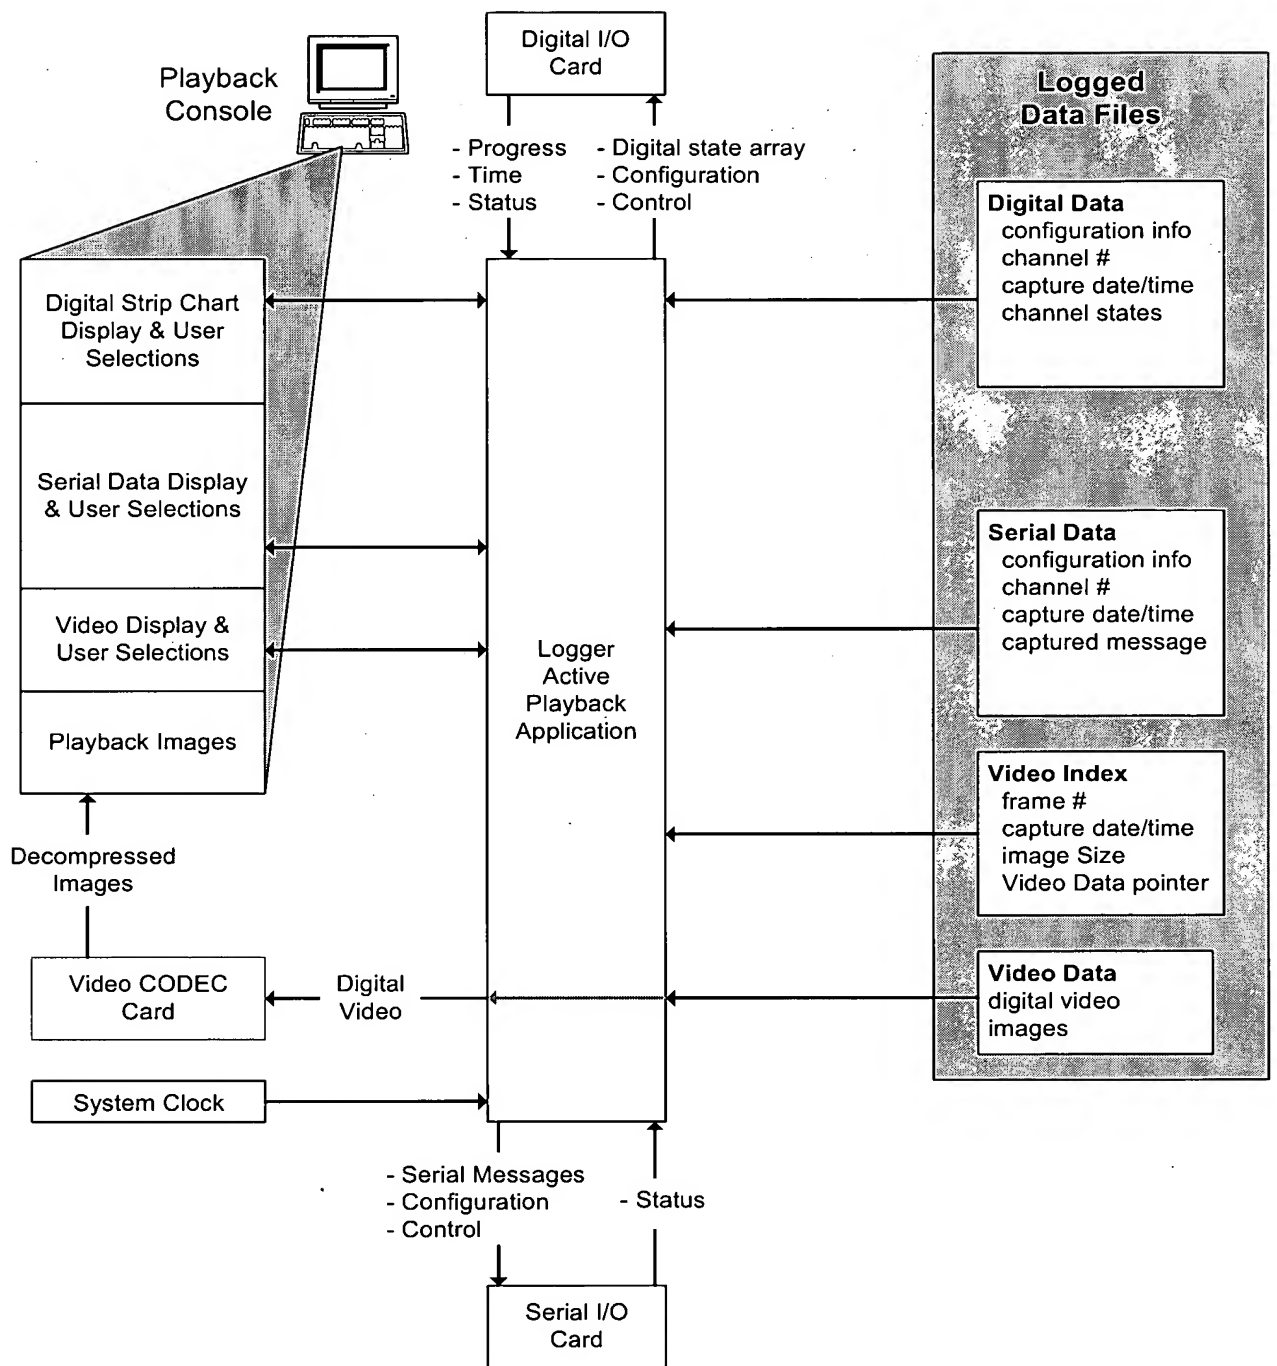 Digital I/O
Card
Playback
Console
Logged
Data Files
- Progress
- Time
- Status
- Digital state array
- Configuration
- Control
Digital Data
configuration info
channel #
capture date/time
channel states
Digital Strip Chart
Display & User
Selections
Serial Data Display
& User Selections
Serial Data
configuration info
channel #
capture date/time
captured message
Video Display &
User Selections
Logger
Active
Playback
Application
Playback Images
Video Index
frame #
capture date/time
image Size
Video Data pointer
Decompressed
Images
Video CODEC
Card
Digital
Video
Video Data
digital video
images
System Clock
- Serial Messages
- Configuration
- Control
- Status
Serial I/O
Card